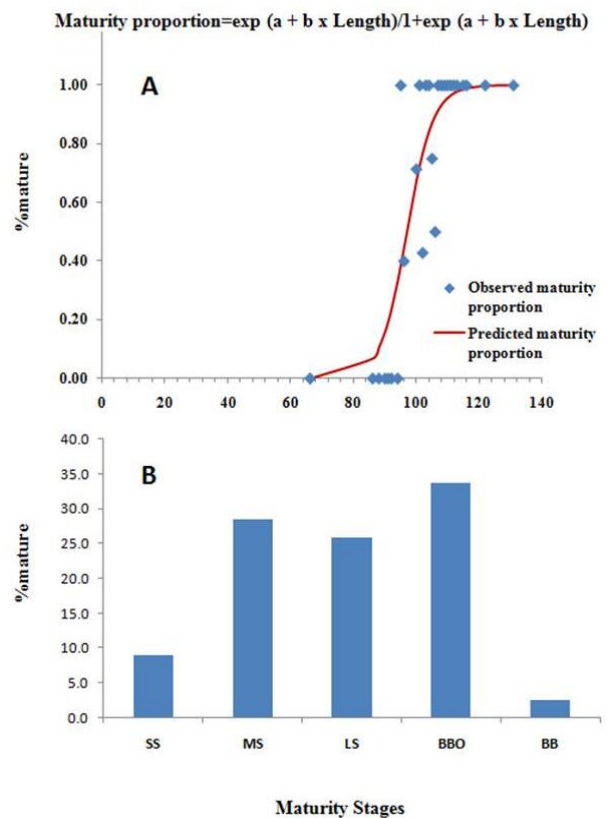 Maturity proportion=exp (a + b x Length)/1+exp (a + b x Length)
A
1.00
0.80
0.60
0.40
0.20
0.00
%mature
Observed maturity
proportion
Predicted maturity
proportion
0 20 40 60 80 100 120 140
B
40.0
35.0
30.0
25.0
20.0
15.0
10.0
5.0
0.0
%mature
SS MS LS BBO BB
Maturity Stages